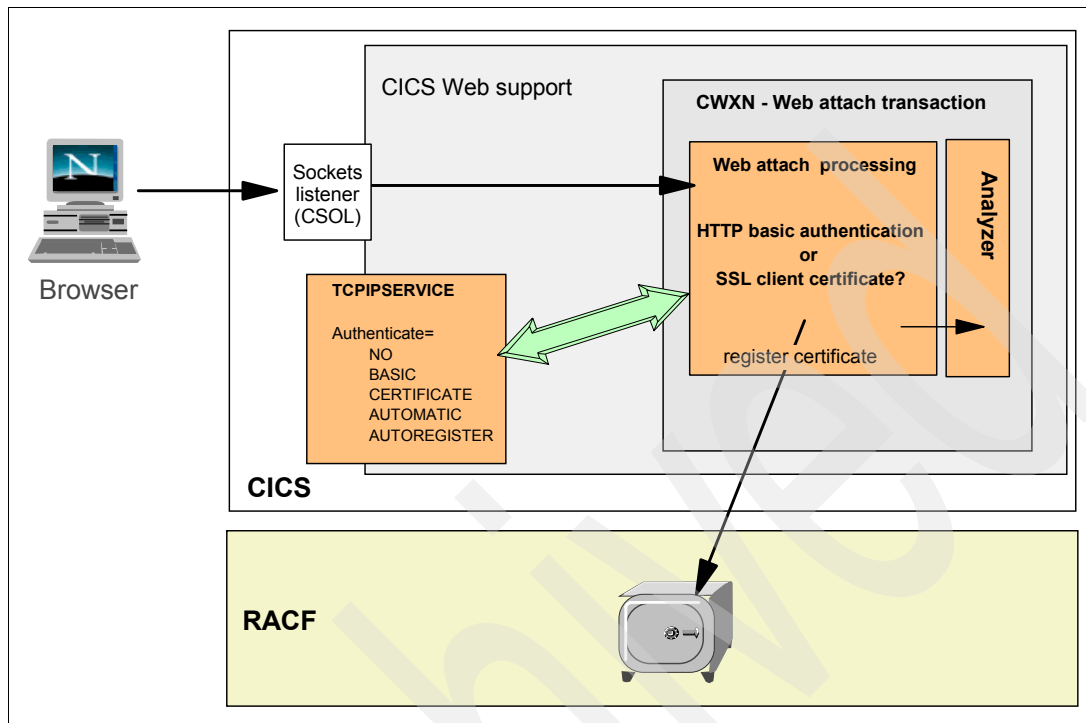 CICS Web support
CWXN - Web attach transaction
N
Browser
Sockets
listener
(CSOL)
Web attach processing
HTTP basic authentication
or
SSL client certificate?
register certificate
Analyzer
TCPIPSERVICE
Authenticate=
NO
BASIC
CERTIFICATE
AUTOMATIC
AUTOREGISTER
CICS
RACF